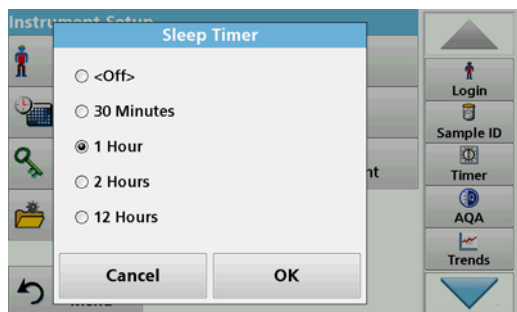 Instrument Setup
Sleep Timer
<Off>
30 Minutes
1 Hour
2 Hours
12 Hours
Cancel
OK
Menu
Login
Sample ID
Timer
AQA
Trends